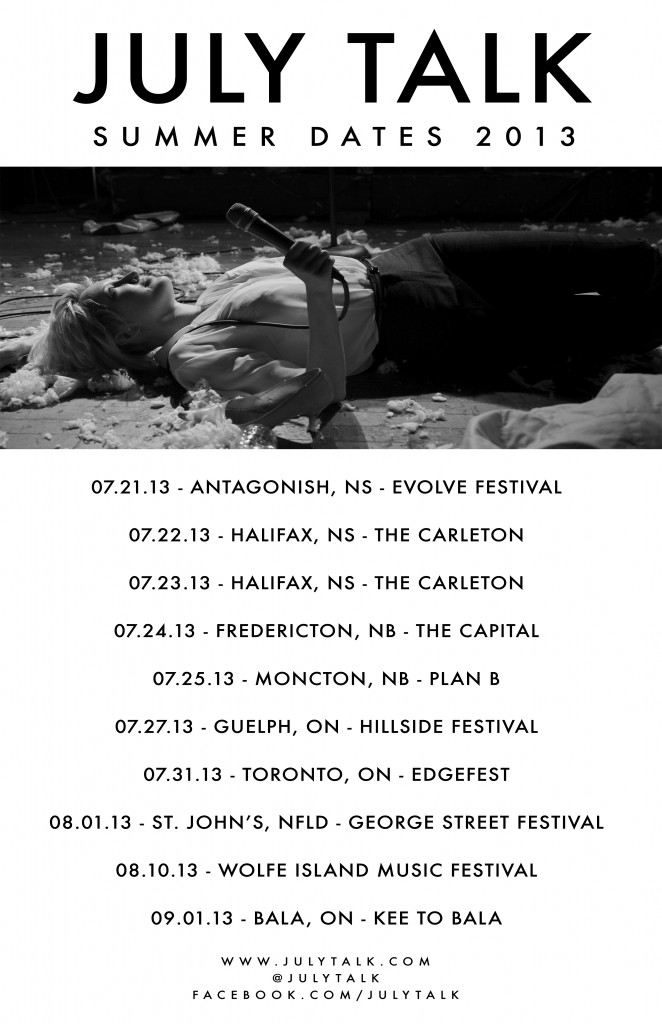 JULY TALK
SUMMER DATES 2013
07.21.13 - ANTAGONISH, NS - EVOLVE FESTIVAL
07.22.13 - HALIFAX, NS - THE CARLETON
07.23.13 - HALIFAX, NS - THE CARLETON
07.24.13 - FREDERICTON, NB - THE CAPITAL
07.25.13 - MONCTON, NB - PLAN B
07.27.13 - GUELPH, ON - HILLSIDE FESTIVAL
07.31.13 - TORONTO, ON - EDGEFEST
08.01.13 - ST. JOHN'S, NFLD - GEORGE STREET FESTIVAL
08.10.13 - WOLFE ISLAND MUSIC FESTIVAL
09.01.13 - BALA, ON - KEE TO BALA
WWW.JULYTALK.COM
@JULYTALK
FACEBOOK.COM/JULYTALK